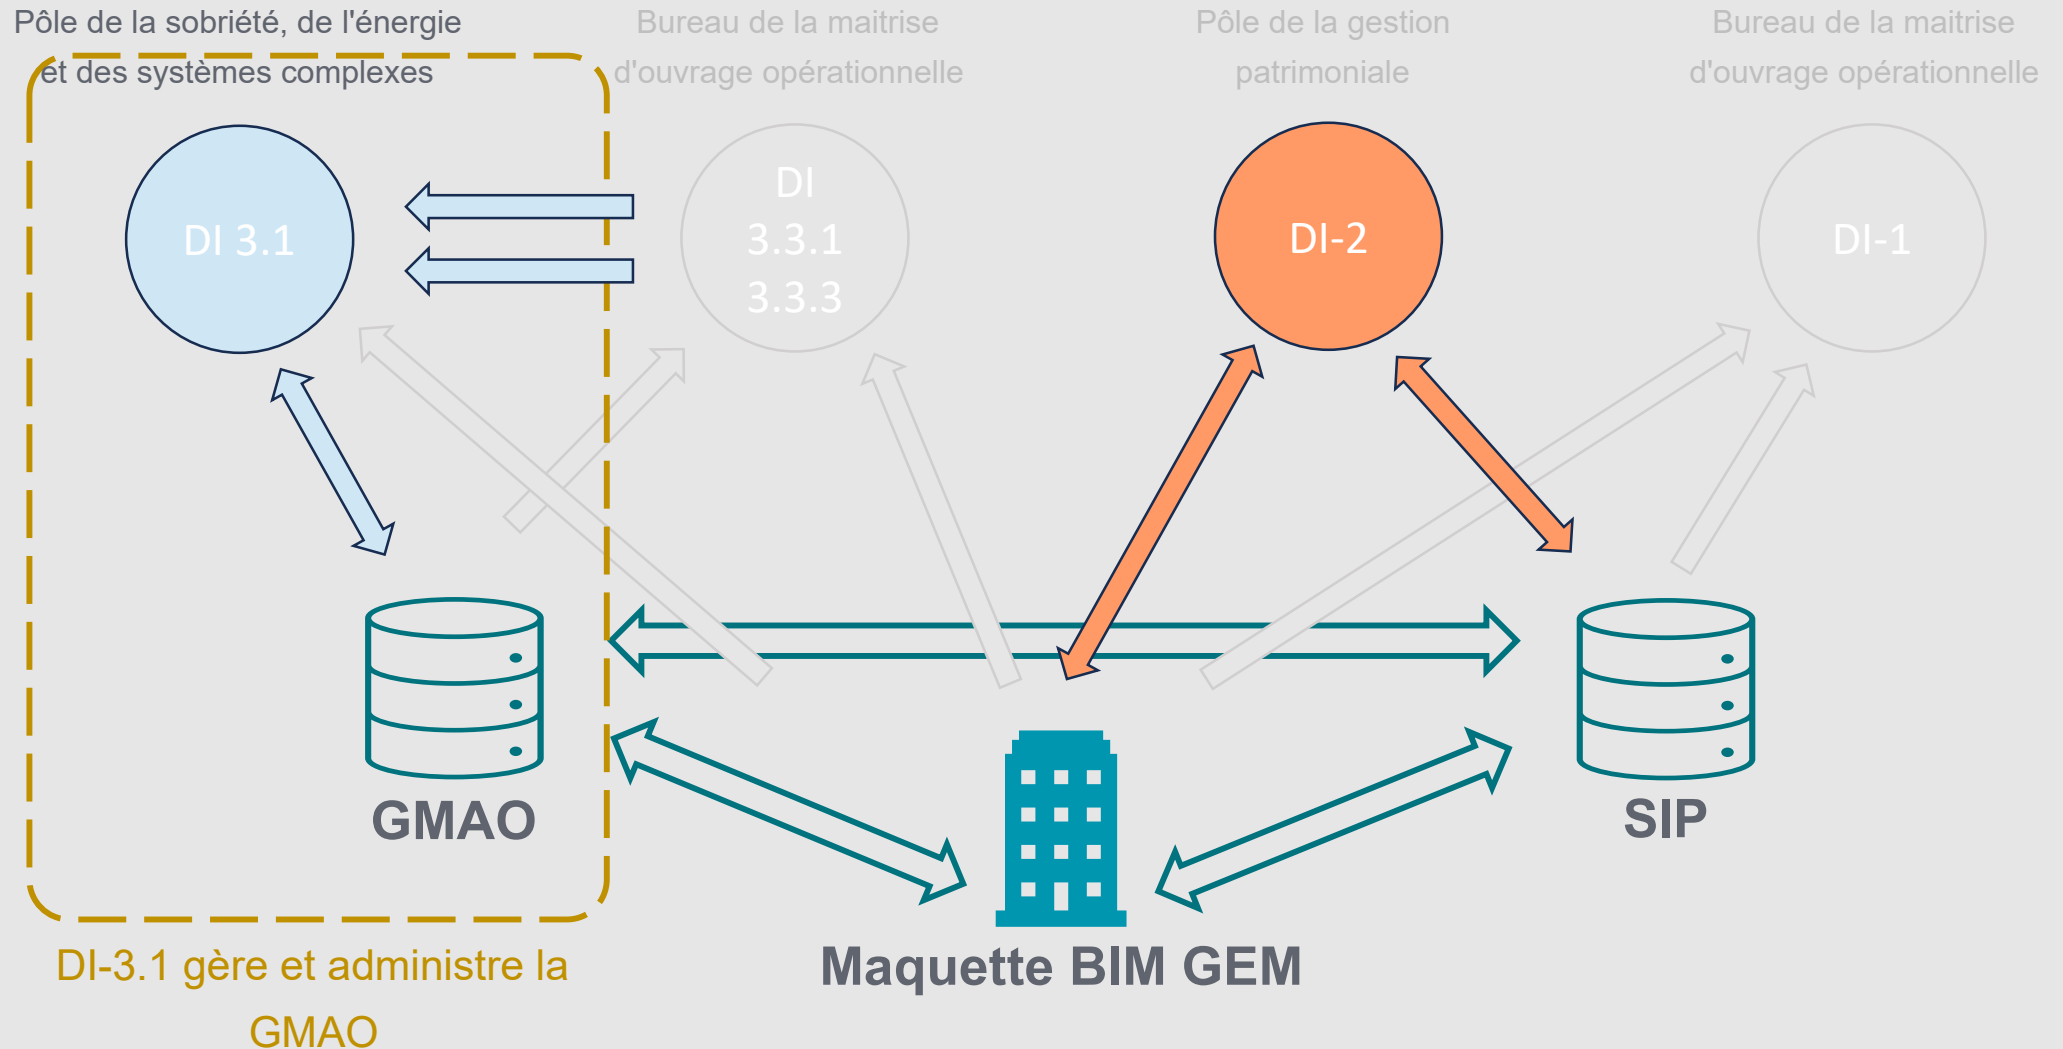 Pôle de la sobriété, de l'énergie
et des systèmes complexes
Bureau de la maitrise
d'ouvrage opérationnelle
Pôle de la gestion
patrimoniale
Bureau de la maitrise
d'ouvrage opérationnelle
DI 3.1
DI
3.3.1
3.3.3
DI-2
DI-1
GMAO
SIP
Maquette BIM GEM
DI-3.1 gère et administre la
GMAO